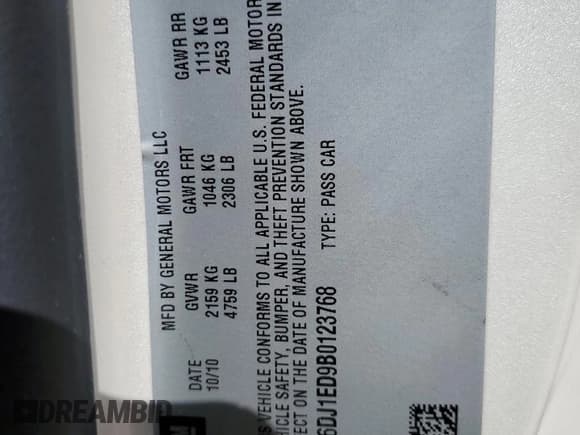 MFD BY GENERAL MOTORS LLC
DATE GVWR GAWR FRT GAWR RR
10/10 2159 KG 1046 KG 1113 KG
4759 LB 2306 LB 2453 LB
VEHICLE CONFORMS TO ALL APPLICABLE U.S. FEDERAL MOTOR
VEHICLE SAFETY, BUMPER, AND THEFT PREVENTION STANDARDS IN
EFFECT ON THE DATE OF MANUFACTURE SHOWN ABOVE.
6DJ1ED9B0123768 TYPE: PASS CAR
DREAMBID